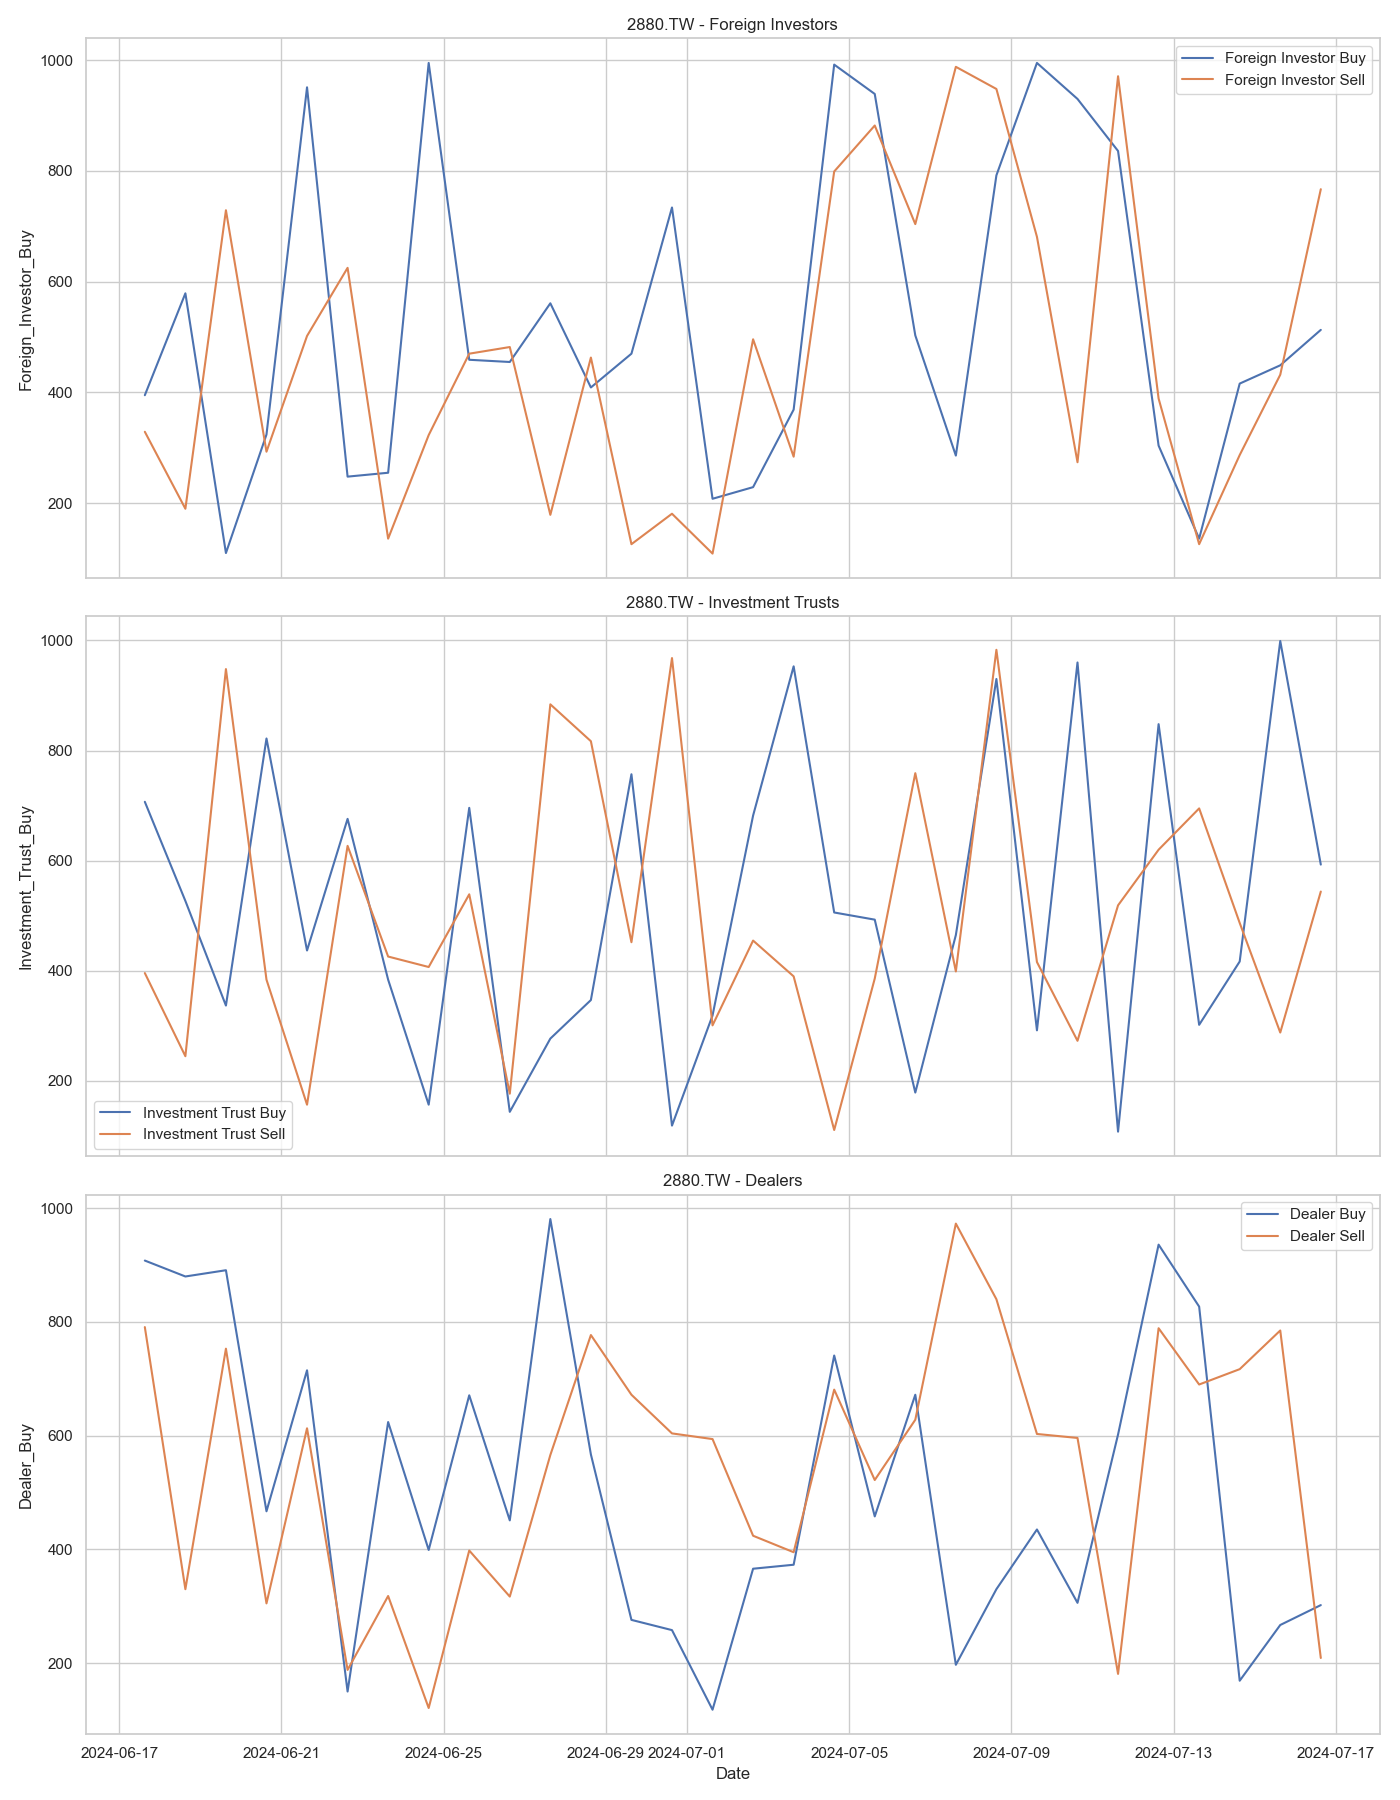 2880.TW - Foreign Investors
Foreign_Investor_Buy
1000
800
600
400
200
Foreign Investor Buy
Foreign Investor Sell
2880.TW - Investment Trusts
Investment_Trust_Buy
1000
800
600
400
200
Investment Trust Buy
Investment Trust Sell
2880.TW - Dealers
Dealer_Buy
1000
800
600
400
200
Dealer Buy
Dealer Sell
2024-06-17 2024-06-21 2024-06-25 2024-06-29 2024-07-01 2024-07-05 2024-07-09 2024-07-13 2024-07-17
Date